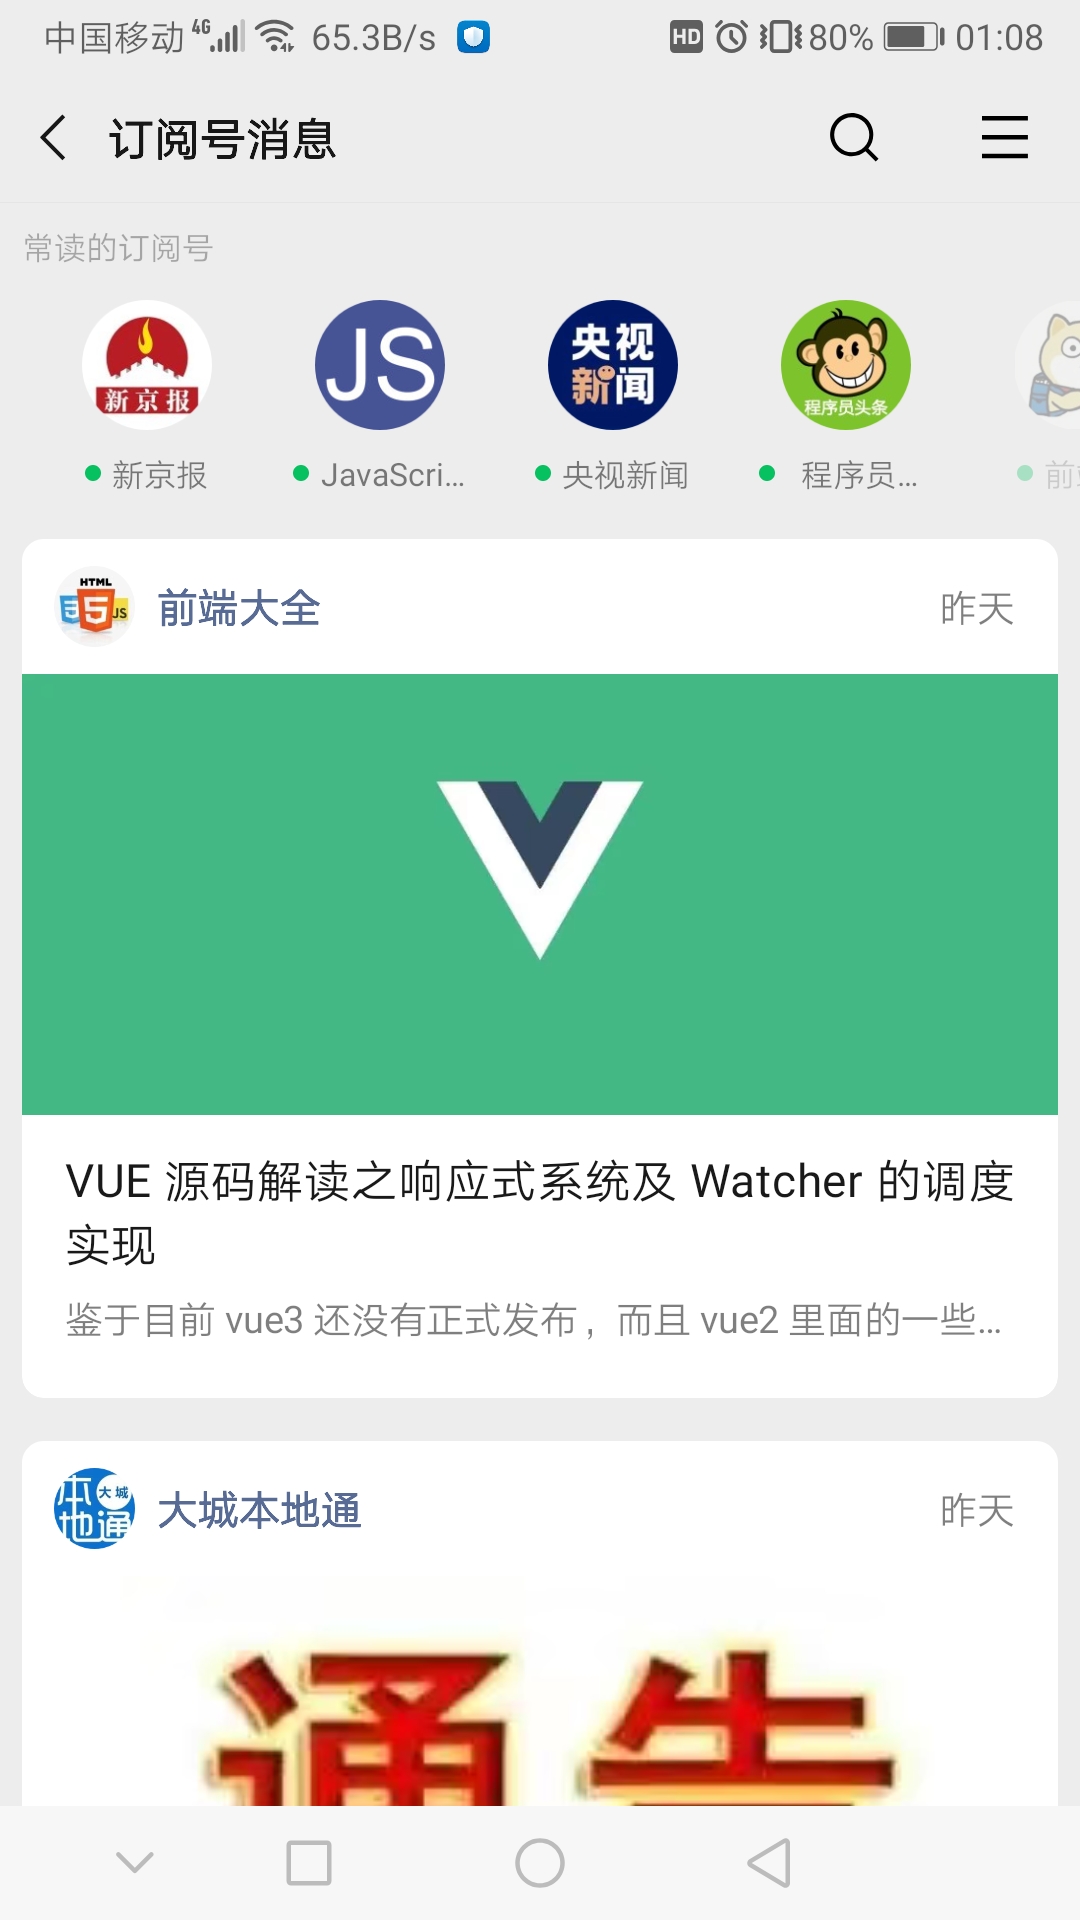 中国移动 4G 65.3B/s HD 80% 01:08
订阅号消息
常读的订阅号
新京报
JS
央视
新闻
程序员头条
新京报 JavaScri... 央视新闻 程序员... 前
HTML
5 JS
前端大全 昨天
VUE 源码解读之响应式系统及 Watcher 的调度
实现
鉴于目前 vue3 还没有正式发布，而且 vue2 里面的一些...
本 大城
地通
大城本地通 昨天
通告